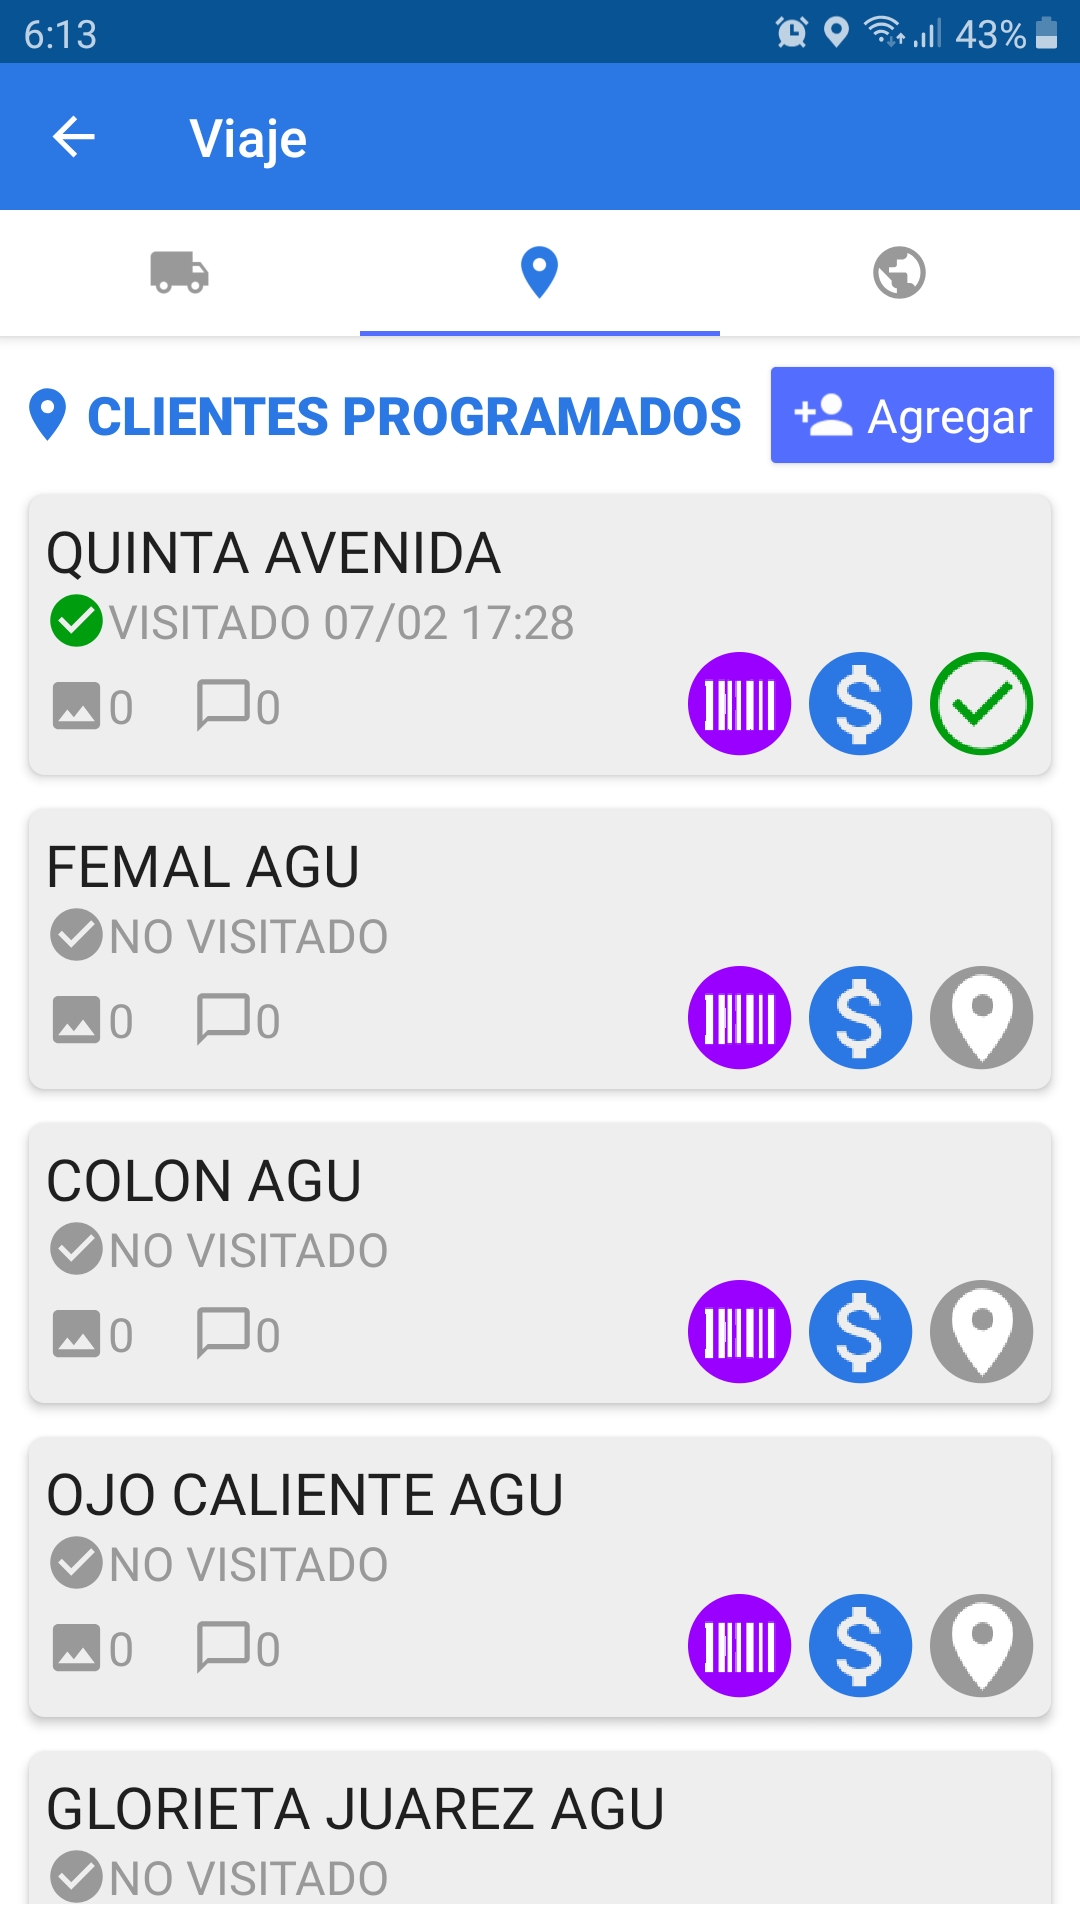 6:13 43%
Viaje
CLIENTES PROGRAMADOS Agregar
QUINTA AVENIDA
VISITADO 07/02 17:28
0 0
FEMAL AGU
NO VISITADO
0 0
COLON AGU
NO VISITADO
0 0
OJO CALIENTE AGU
NO VISITADO
0 0
GLORIETA JUAREZ AGU
NO VISITADO